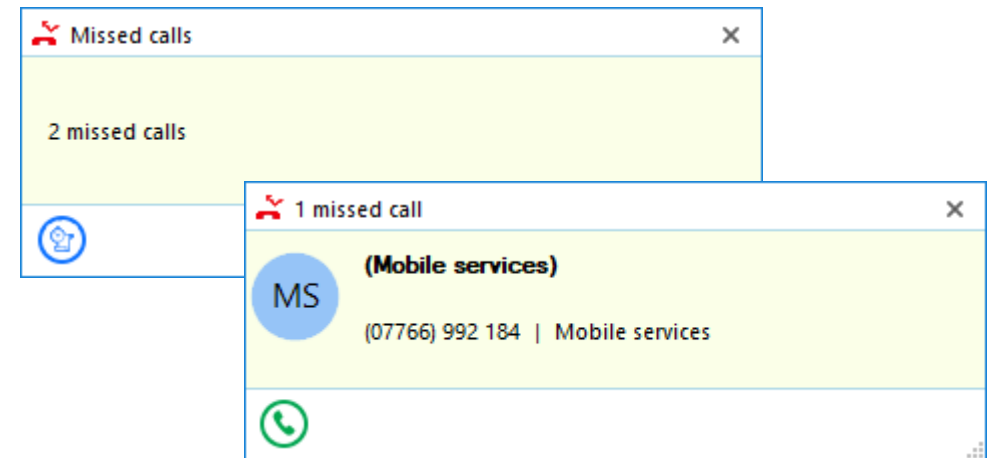 Missed calls
2 missed calls
1 missed call
(Mobile services)
MS
(07766) 992 184 | Mobile services